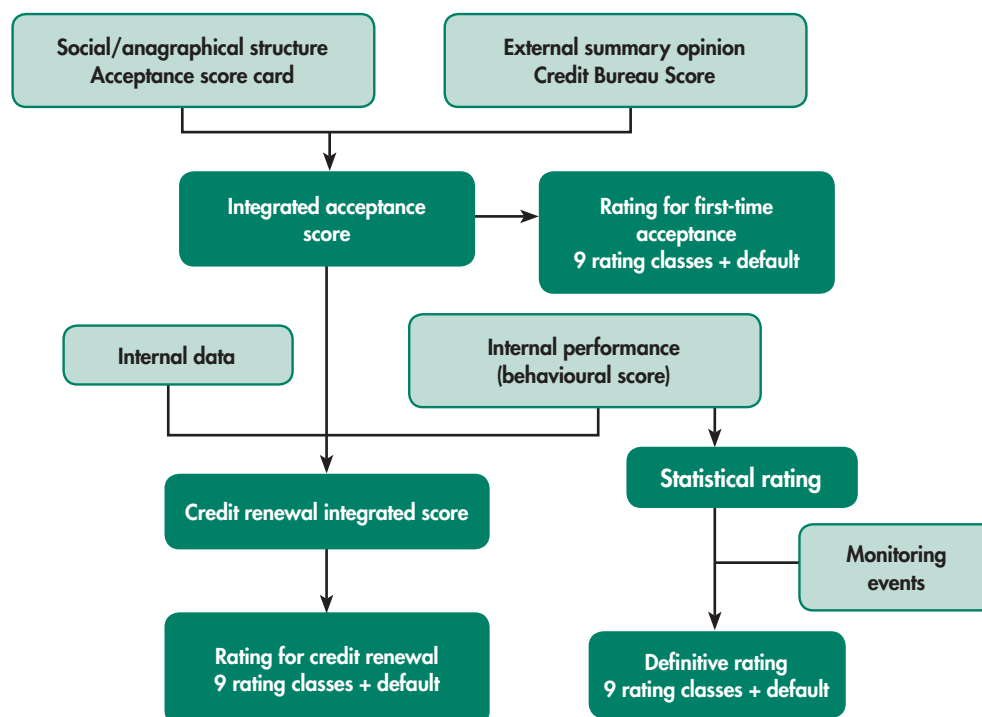 Social/anagraphical structure
Acceptance score card
External summary opinion
Credit Bureau Score
Integrated acceptance
score
Rating for first-time
acceptance
9 rating classes + default
Internal data
Internal performance
(behavioural score)
Statistical rating
Credit renewal integrated score
Monitoring
events
Rating for credit renewal
9 rating classes + default
Definitive rating
9 rating classes + default